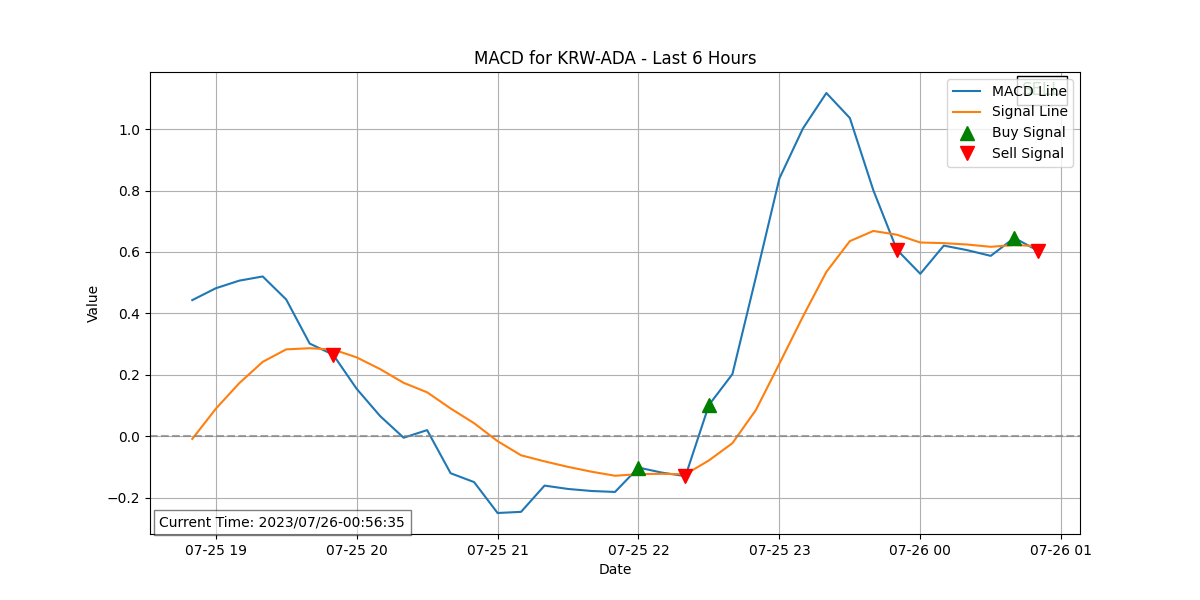 MACD for KRW-ADA - Last 6 Hours
MACD Line
Signal Line
Buy Signal
Sell Signal
1.0
0.8
0.6
0.4
0.2
0.0
−0.2
Value
Current Time: 2023/07/26-00:56:35
07-25 19
07-25 20
07-25 21
07-25 22
07-25 23
07-26 00
07-26 01
Date